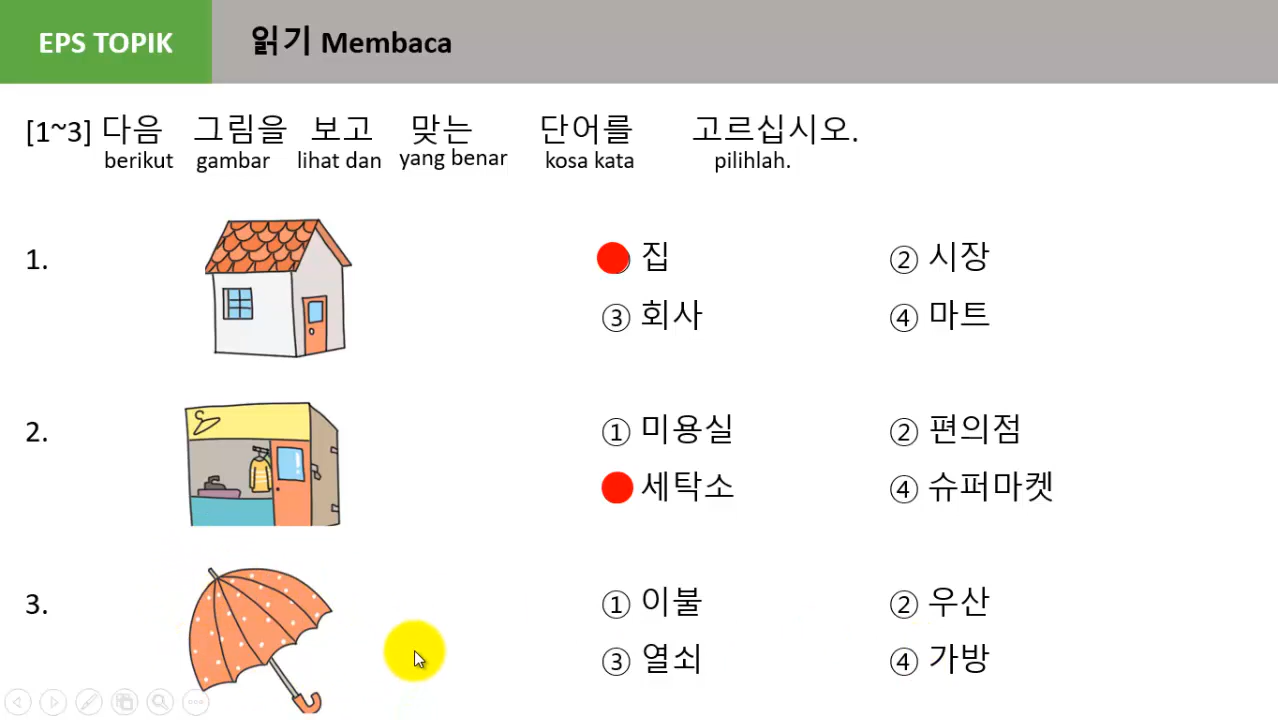 EPS TOPIK 읽기 Membaca
[1~3] 다음 그림을 보고 맞는 단어를 고르십시오.
berikut gambar lihat dan yang benar kosa kata pilihlah.
1. 집 ② 시장
③ 회사 ④ 마트
2. ① 미용실 ② 편의점
세탁소 ④ 슈퍼마켓
3. ① 이불 ② 우산
③ 열쇠 ④ 가방